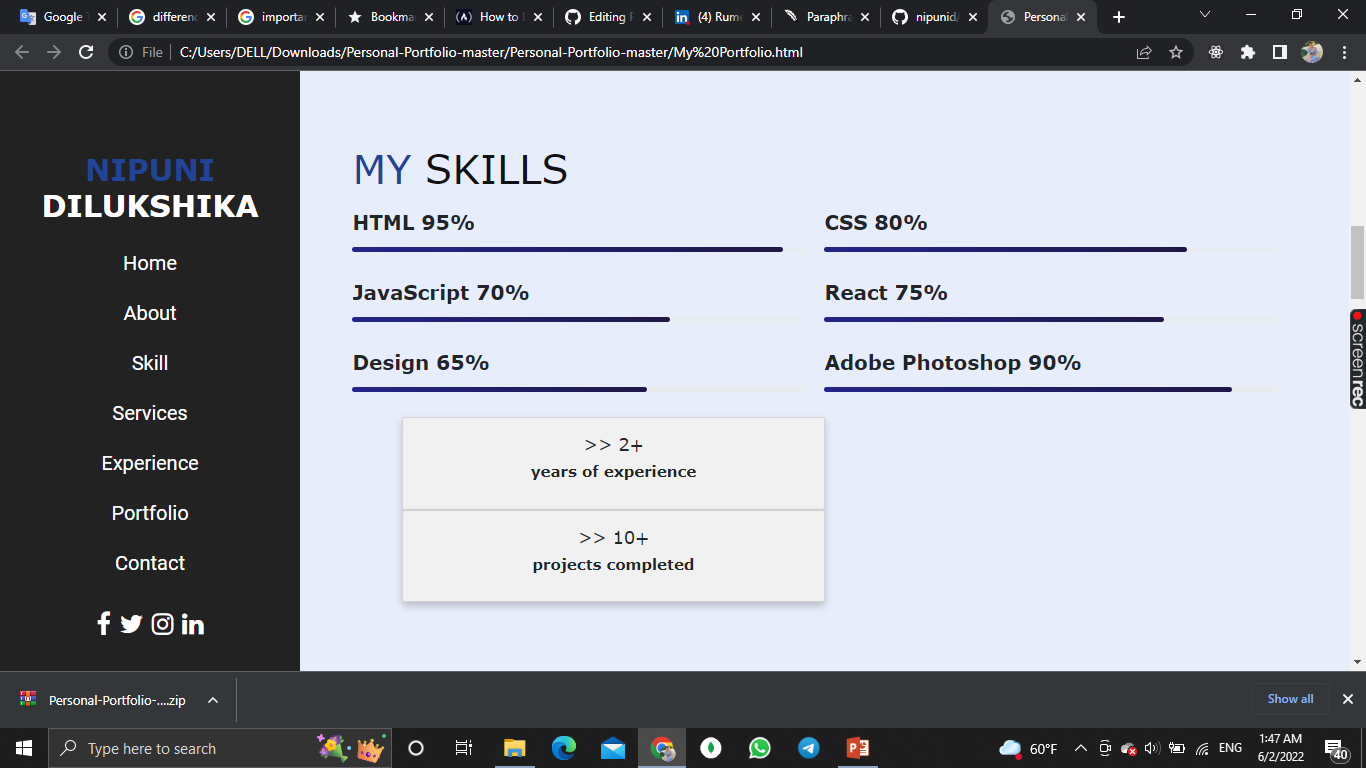 Google T
differenc
importan
Bookma
How to
Editing
(4) Rume
Paraphra
nipunid/
Personal
File
C:/Users/DELL/Downloads/Personal-Portfolio-master/Personal-Portfolio-master/My%20Portfolio.html
NIPUNI
DILUKSHIKA
Home
About
Skill
Services
Experience
Portfolio
Contact
MY SKILLS
HTML 95%
CSS 80%
JavaScript 70%
React 75%
Design 65%
Adobe Photoshop 90%
>> 2+
years of experience
>> 10+
projects completed
screenrec
Personal-Portfolio-....zip
Show all
Type here to search
60°F
ENG
1:47 AM
6/2/2022
40